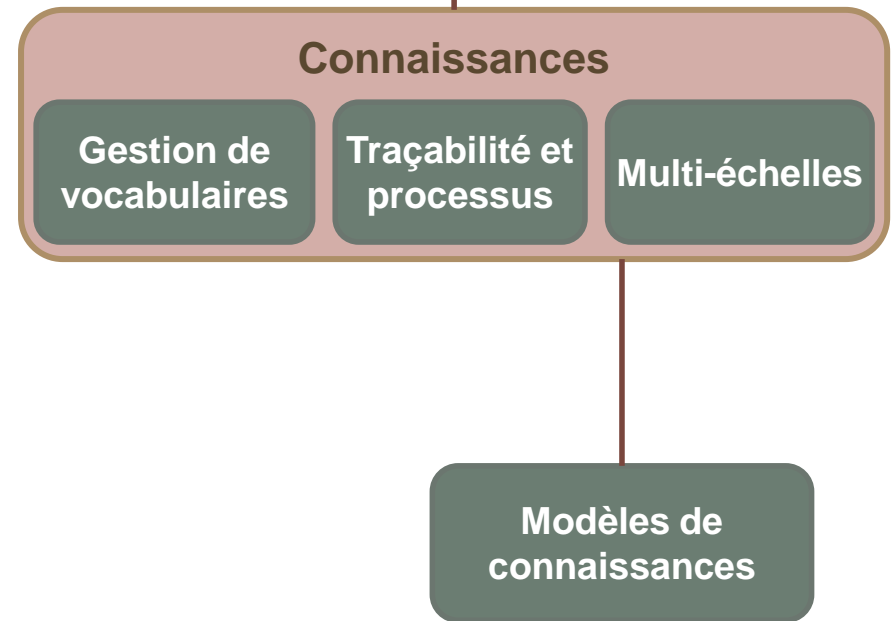 Connaissances
Gestion de
vocabulaires
Traçabilité et
processus
Multi-échelles
Modèles de
connaissances